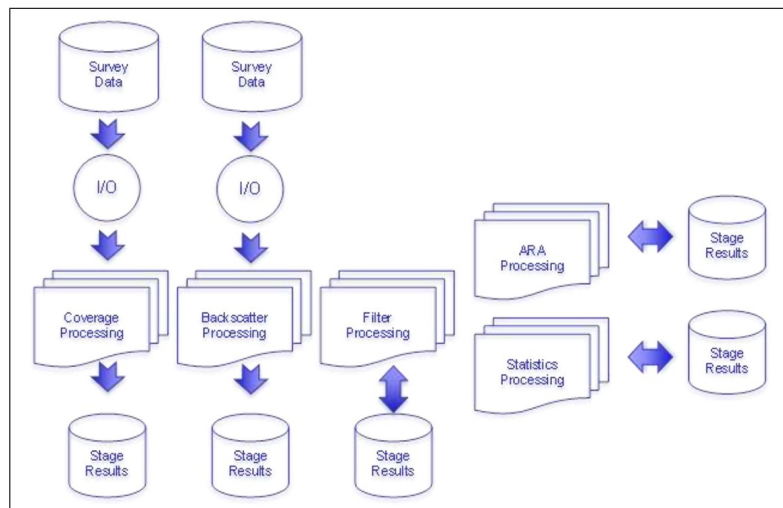 Survey
Data
Survey
Data
I/O
I/O
Coverage
Processing
Backscatter
Processing
Filter
Processing
ARA
Processing
Stage
Results
Statistics
Processing
Stage
Results
Stage
Results
Stage
Results
Stage
Results